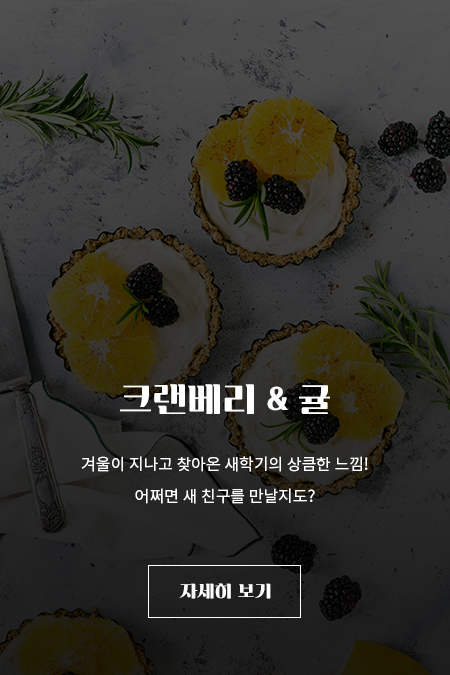 크랜베리 & 귤
겨울이 지나고 찾아온 새학기의 상큼한 느낌!
어쩌면 새 친구를 만날지도?
자세히 보기